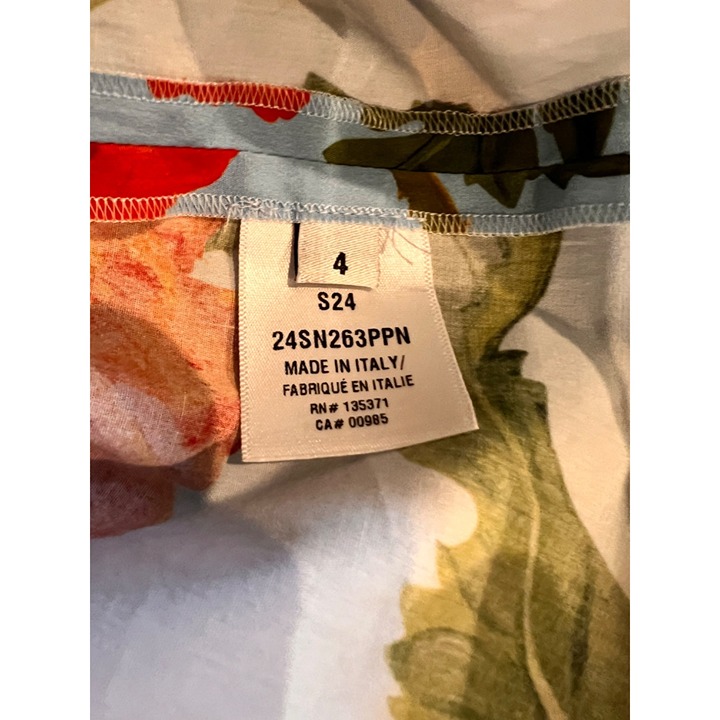 4
S24
24SN263PPN
MADE IN ITALY/
FABRIQUÉ EN ITALIE
RN# 135371
CA# 00985